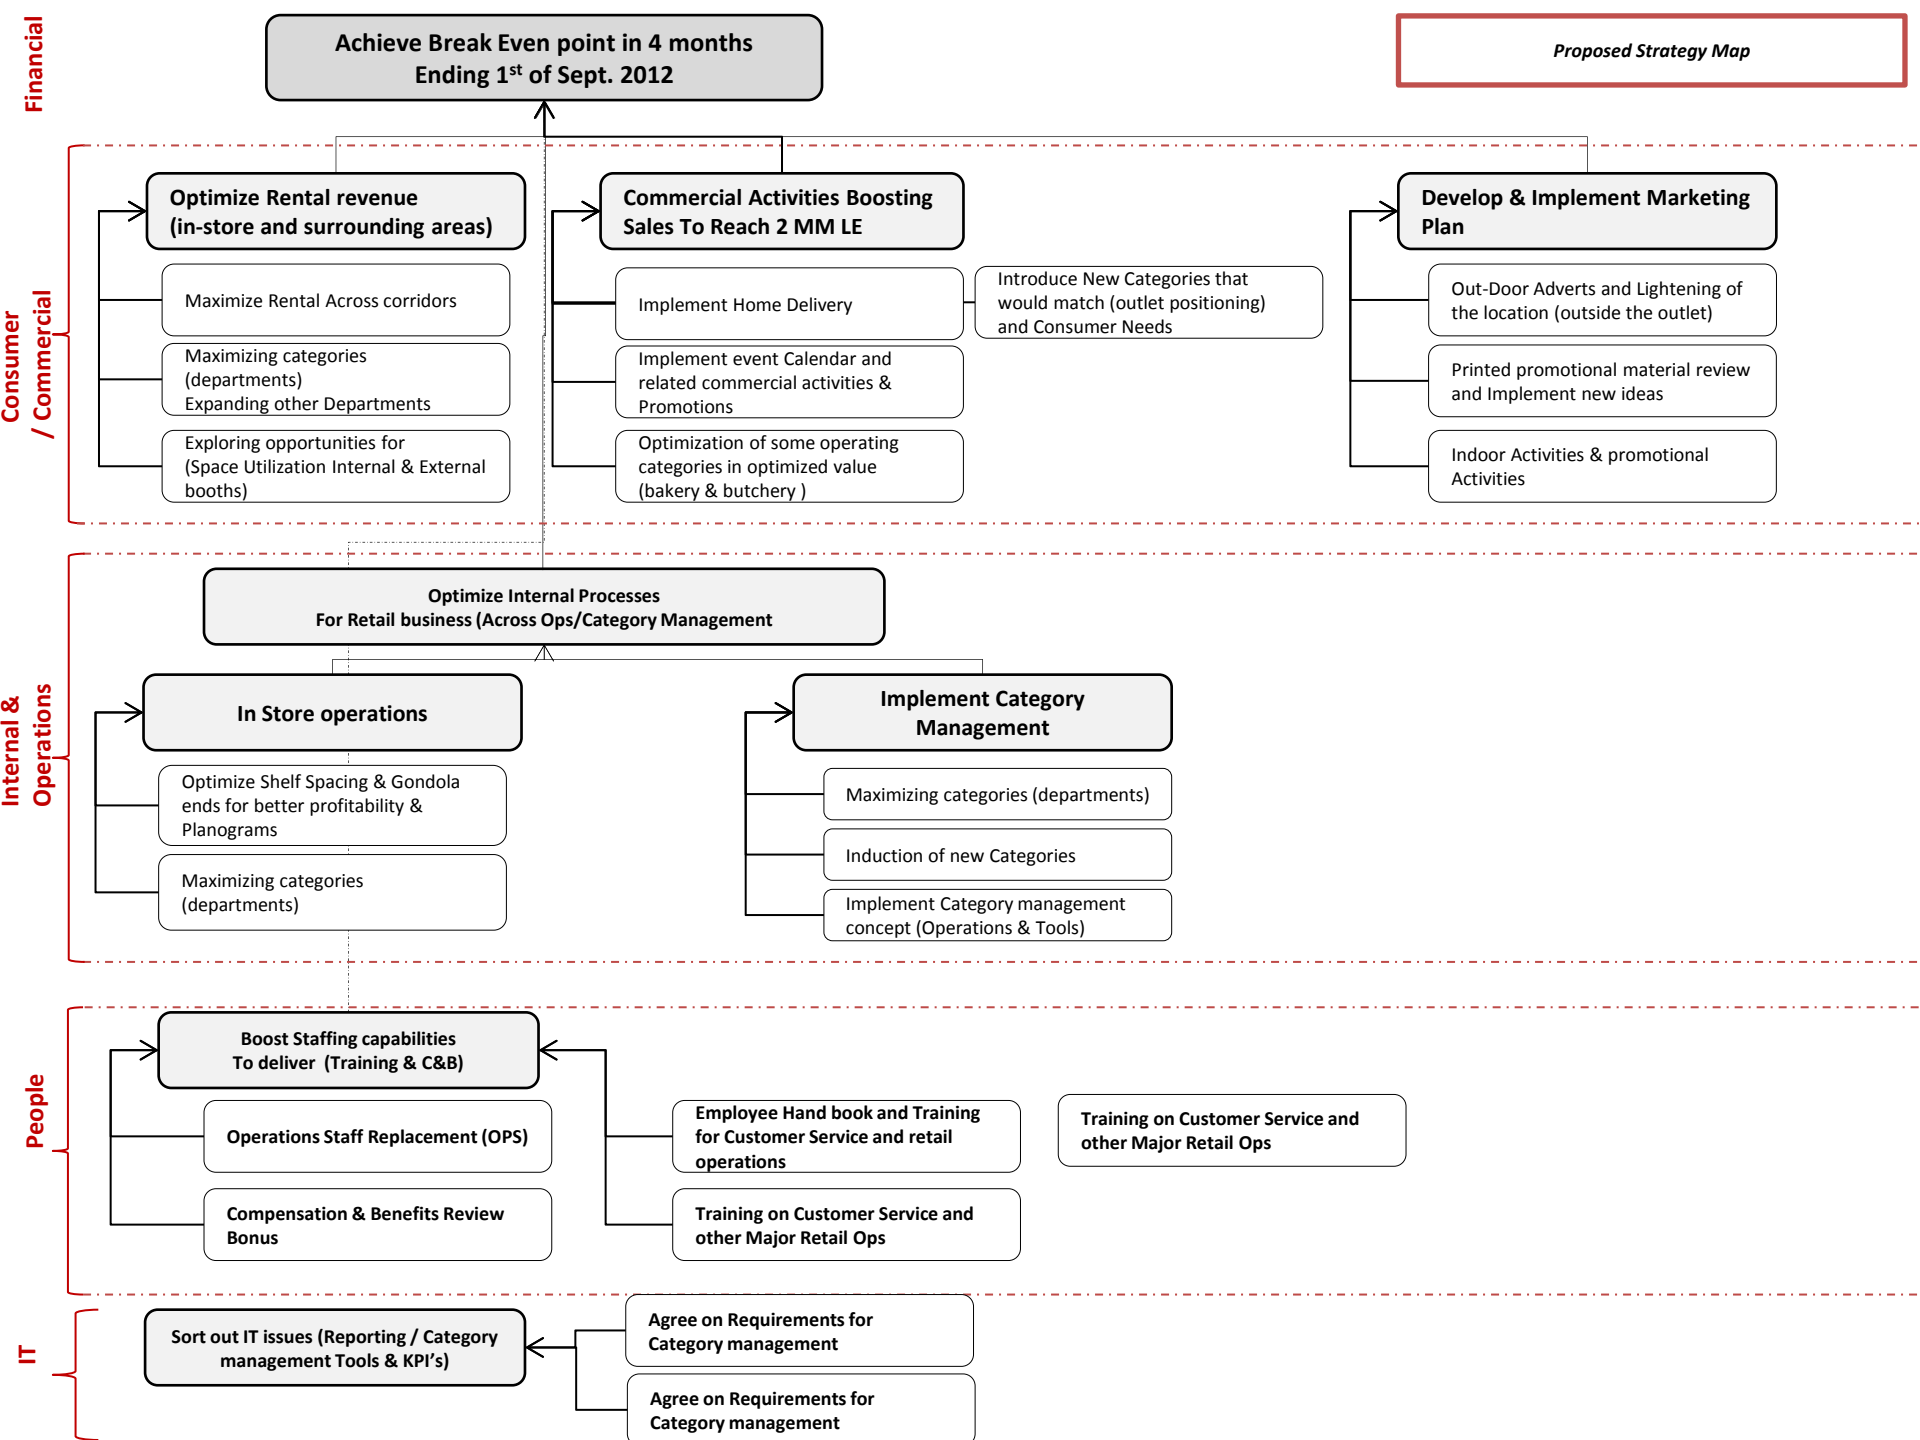 Financial
Achieve Break Even point in 4 months
Ending 1st of Sept. 2012
Proposed Strategy Map
Consumer
/ Commercial
Optimize Rental revenue
(in-store and surrounding areas)
Maximize Rental Across corridors
Maximizing categories
(departments)
Expanding other Departments
Exploring opportunities for
(Space Utilization Internal & External
booths)
Commercial Activities Boosting
Sales To Reach 2 MM LE
Implement Home Delivery
Introduce New Categories that
would match (outlet positioning)
and Consumer Needs
Implement event Calendar and
related commercial activities &
Promotions
Optimization of some operating
categories in optimized value
(bakery & butchery )
Develop & Implement Marketing
Plan
Out-Door Adverts and Lightening of
the location (outside the outlet)
Printed promotional material review
and Implement new ideas
Indoor Activities & promotional
Activities
Internal &
Operations
Optimize Internal Processes
For Retail business (Across Ops/Category Management
In Store operations
Optimize Shelf Spacing & Gondola
ends for better profitability &
Planograms
Maximizing categories
(departments)
Implement Category
Management
Maximizing categories (departments)
Induction of new Categories
Implement Category management
concept (Operations & Tools)
People
Boost Staffing capabilities
To deliver (Training & C&B)
Operations Staff Replacement (OPS)
Compensation & Benefits Review
Bonus
Employee Hand book and Training
for Customer Service and retail
operations
Training on Customer Service and
other Major Retail Ops
Training on Customer Service and
other Major Retail Ops
IT
Sort out IT issues (Reporting / Category
management Tools & KPI's)
Agree on Requirements for
Category management
Agree on Requirements for
Category management